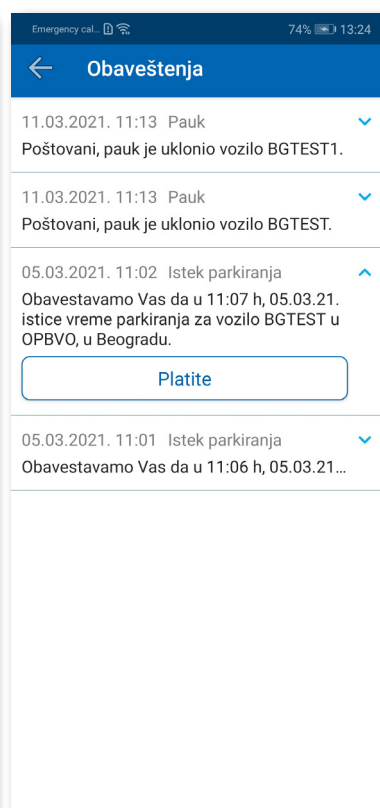 Emergency cal... 74% 13:24
Obaveštenja
11.03.2021. 11:13 Pauk
Poštovani, pauk je uklonio vozilo BGTEST1.
11.03.2021. 11:13 Pauk
Poštovani, pauk je uklonio vozilo BGTEST.
05.03.2021. 11:02 Istek parkiranja
Obavestavamo Vas da u 11:07 h, 05.03.21.
istice vreme parkiranja za vozilo BGTEST u
OPBVO, u Beogradu.
Platite
05.03.2021. 11:01 Istek parkiranja
Obavestavamo Vas da u 11:06 h, 05.03.21...